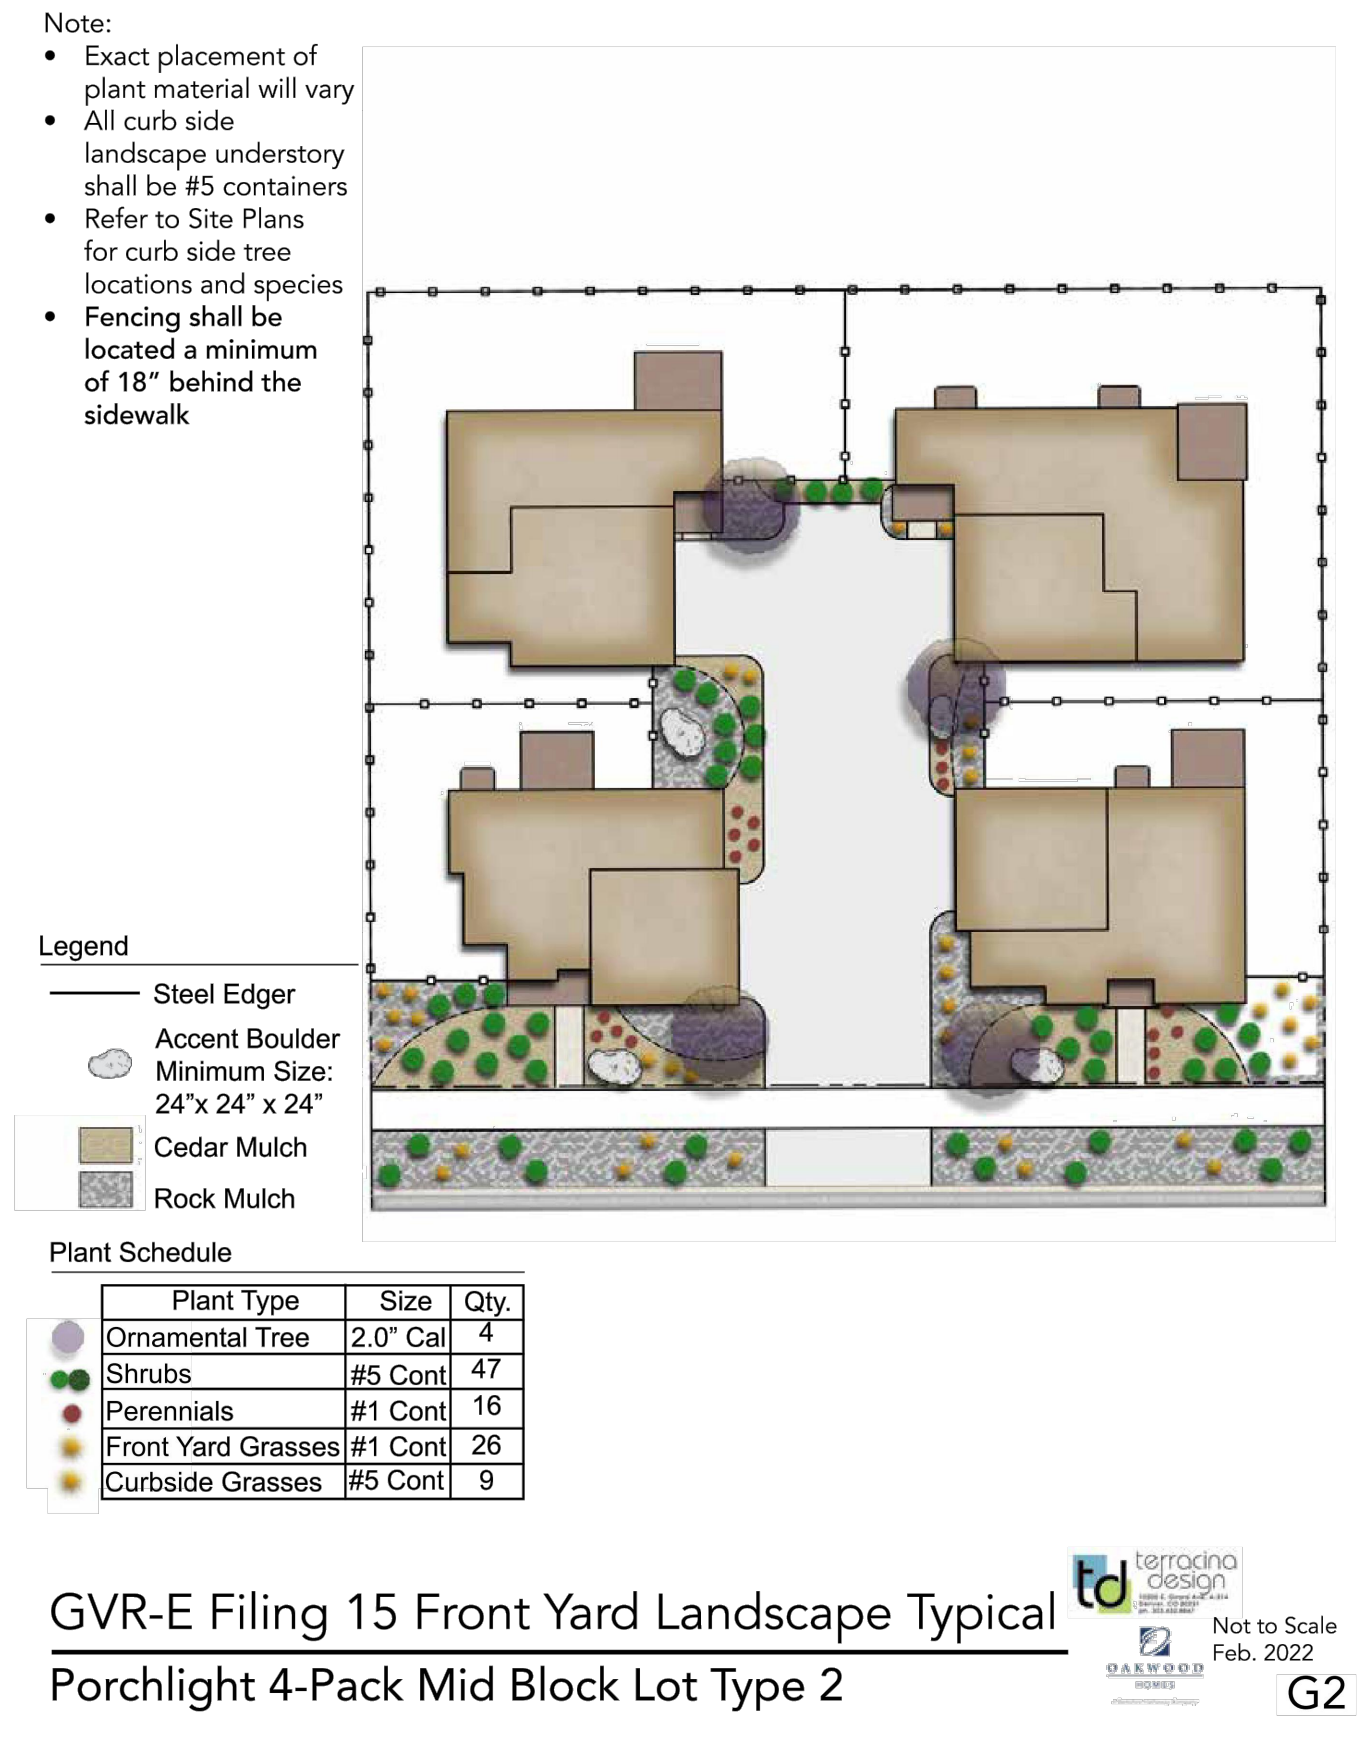 Note:
• Exact placement of
plant material will vary
• All curb side
landscape understory
shall be #5 containers
• Refer to Site Plans
for curb side tree
locations and species
• Fencing shall be
located a minimum
of 18" behind the
sidewalk
Legend
Steel Edger
Accent Boulder
Minimum Size:
24"x 24" x 24"
Cedar Mulch
Rock Mulch
Plant Schedule
Plant Type Size Qty.
Ornamental Tree 2.0" Cal 4
Shrubs #5 Cont 47
Perennials #1 Cont 16
Front Yard Grasses #1 Cont 26
Curbside Grasses #5 Cont 9
GVR-E Filing 15 Front Yard Landscape Typical
Porchlight 4-Pack Mid Block Lot Type 2
td terracina
design
OAKWOOD
HOMES
Not to Scale
Feb. 2022
G2